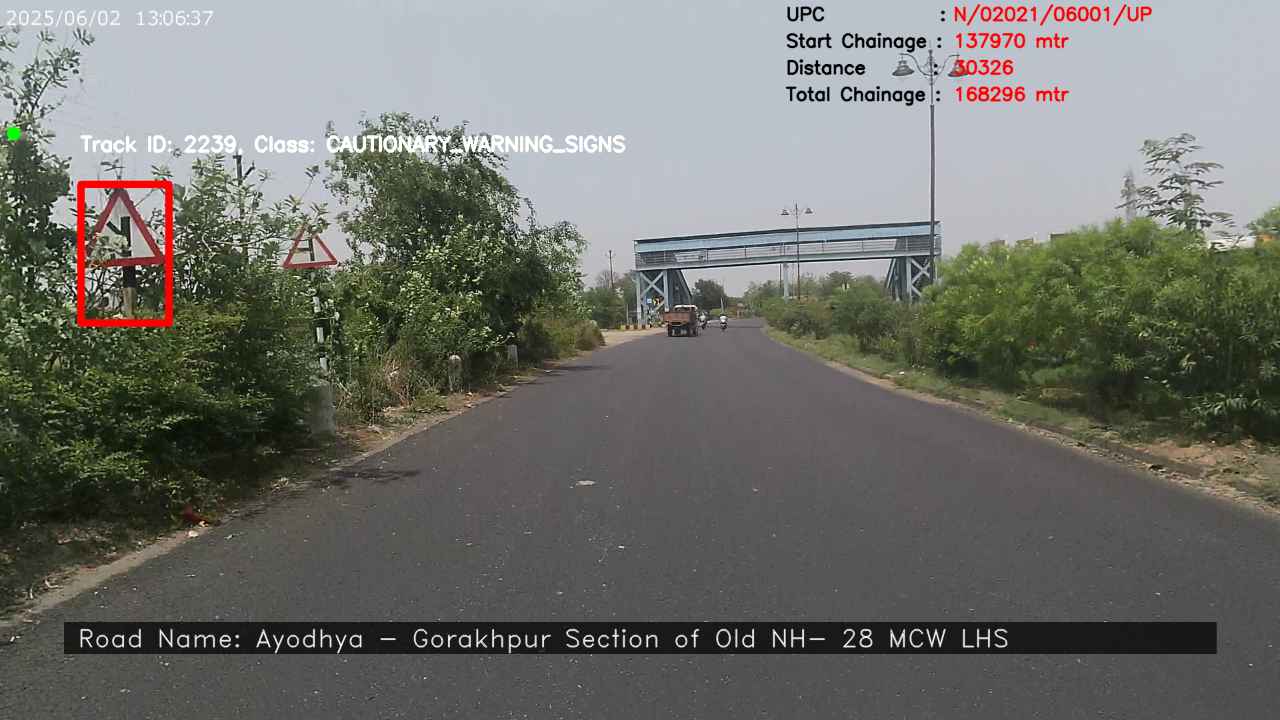 2025/06/02 13:06:37
UPC : N/02021/06001/UP
Start Chainage : 137970 mtr
Distance : 30326
Total Chainage : 168296 mtr
Track ID: 2239, Class: CAUTIONARY_WARNING_SIGNS
Road Name: Ayodhya - Gorakhpur Section of Old NH- 28 MCW LHS